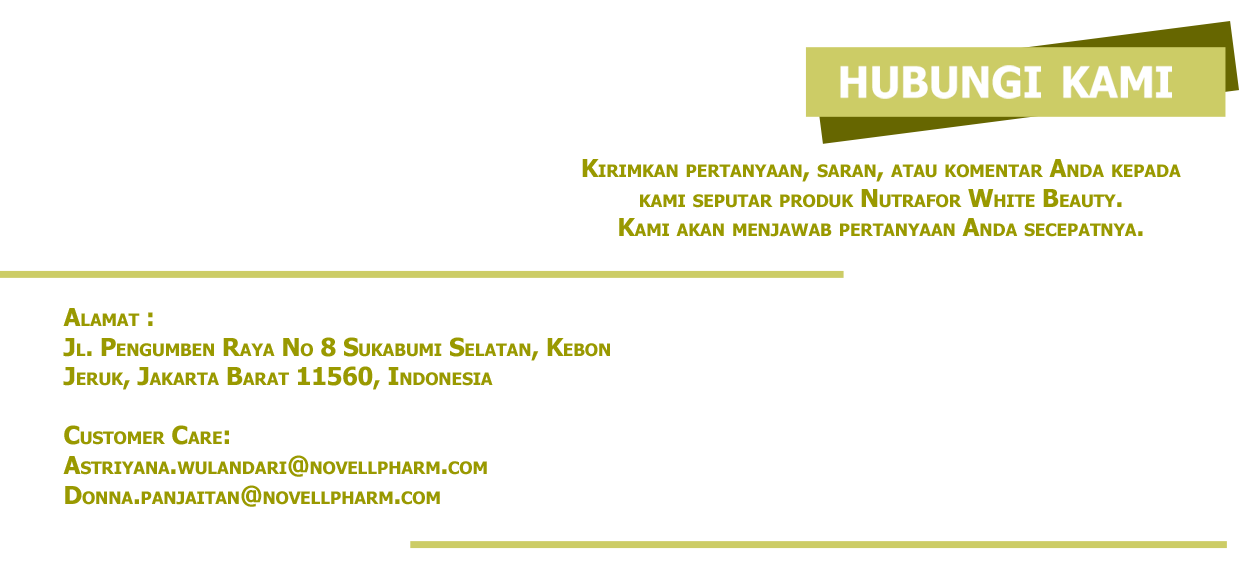 HUBUNGI KAMI
Kirimkan pertanyaan, saran, atau komentar Anda kepada
kami seputar produk Nutrafor White Beauty.
Kami akan menjawab pertanyaan Anda secepatnya.
Alamat :
Jl. Pengumben Raya No 8 Sukabumi Selatan, Kebon
Jeruk, Jakarta Barat 11560, Indonesia
Customer Care:
Astriyana.wulandari@novellpharm.com
Donna.panjaitan@novellpharm.com